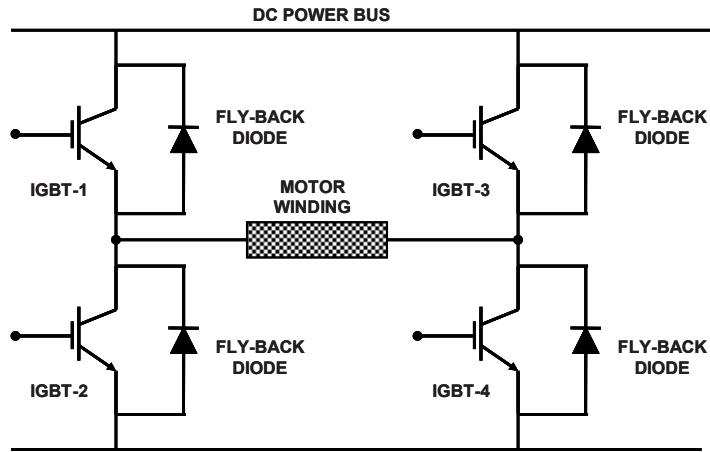 DC POWER BUS
FLY-BACK
DIODE
IGBT-1
MOTOR
WINDING
FLY-BACK
DIODE
IGBT-3
FLY-BACK
DIODE
IGBT-2
FLY-BACK
DIODE
IGBT-4